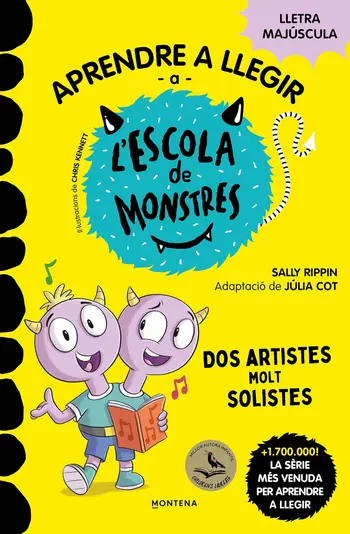 LLETRA
MAJÚSCULA
APRENDRE A LLEGIR
- a -
L'ESCOLA
de
MONSTRES
Il·lustracions de CHRIS KENNETT
SALLY RIPPIN
Adaptació de JÚLIA COT
DOS ARTISTES
MOLT
SOLISTES
+1.700.000!
LA SÈRIE
MÉS VENUDA
PER APRENDRE
A LLEGIR
MONTENA